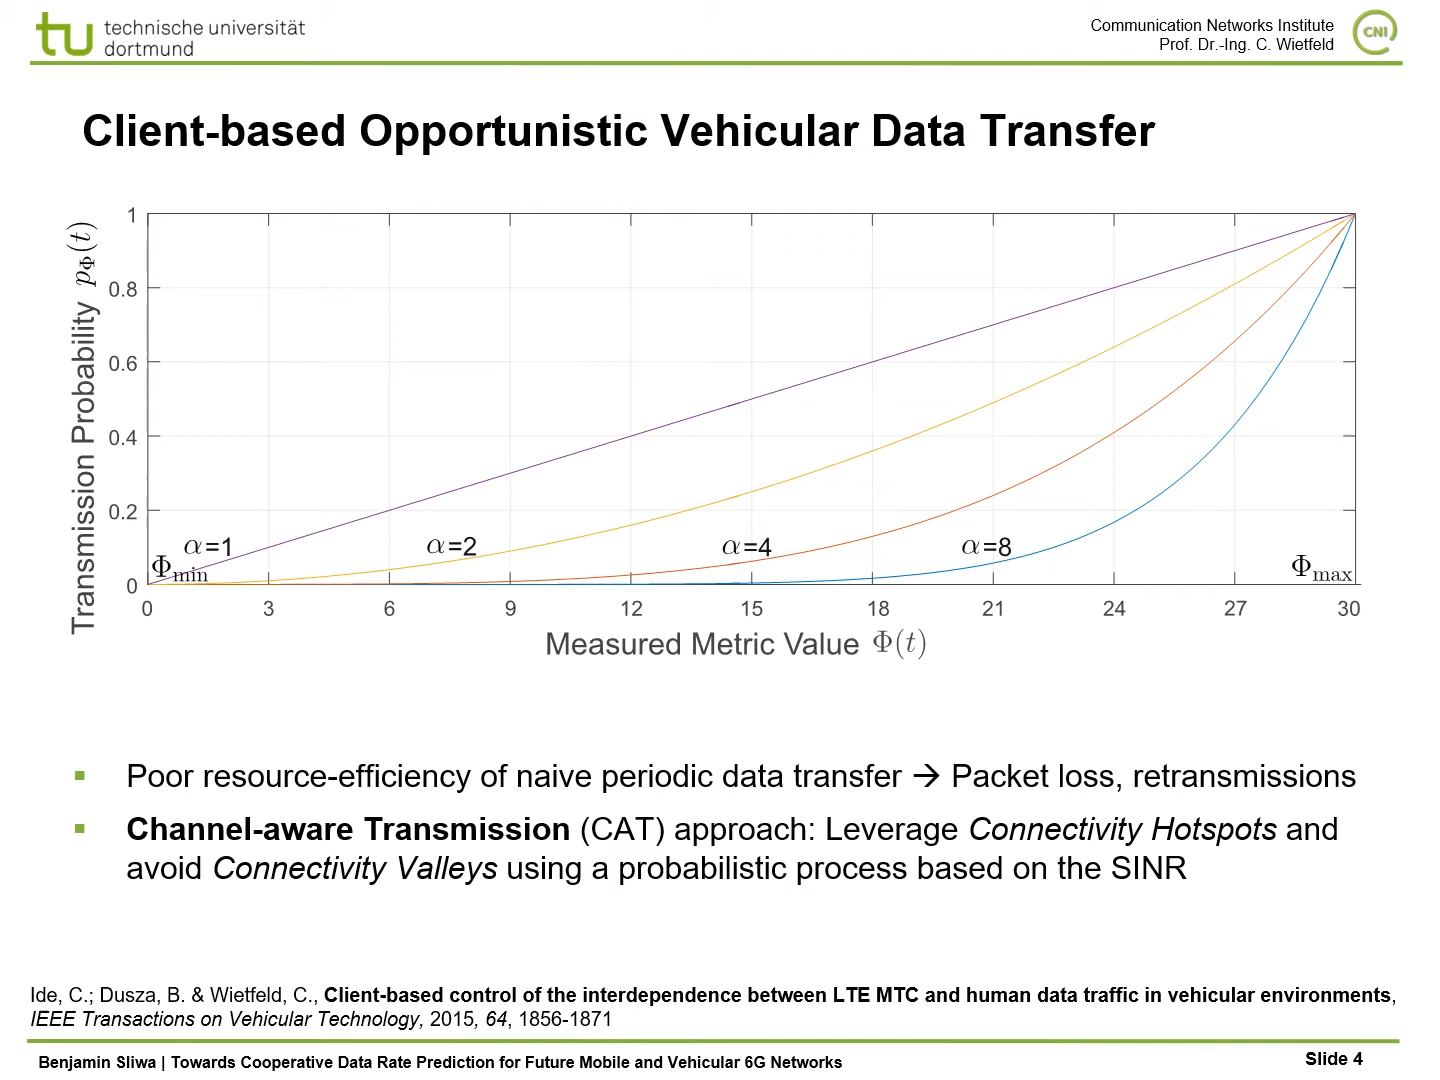 technische universität
dortmund
Communication Networks Institute
Prof. Dr.-Ing. C. Wietfeld
CNI
Client-based Opportunistic Vehicular Data Transfer
Transmission Probability pΦ(t)
1
0.8
0.6
0.4
0.2
0
α=1
α=2
α=4
α=8
Φmin
Φmax
0 3 6 9 12 15 18 21 24 27 30
Measured Metric Value Φ(t)
▪ Poor resource-efficiency of naive periodic data transfer → Packet loss, retransmissions
▪ Channel-aware Transmission (CAT) approach: Leverage Connectivity Hotspots and
avoid Connectivity Valleys using a probabilistic process based on the SINR
Ide, C.; Dusza, B. & Wietfeld, C., Client-based control of the interdependence between LTE MTC and human data traffic in vehicular environments,
IEEE Transactions on Vehicular Technology, 2015, 64, 1856-1871
Benjamin Sliwa | Towards Cooperative Data Rate Prediction for Future Mobile and Vehicular 6G Networks
Slide 4